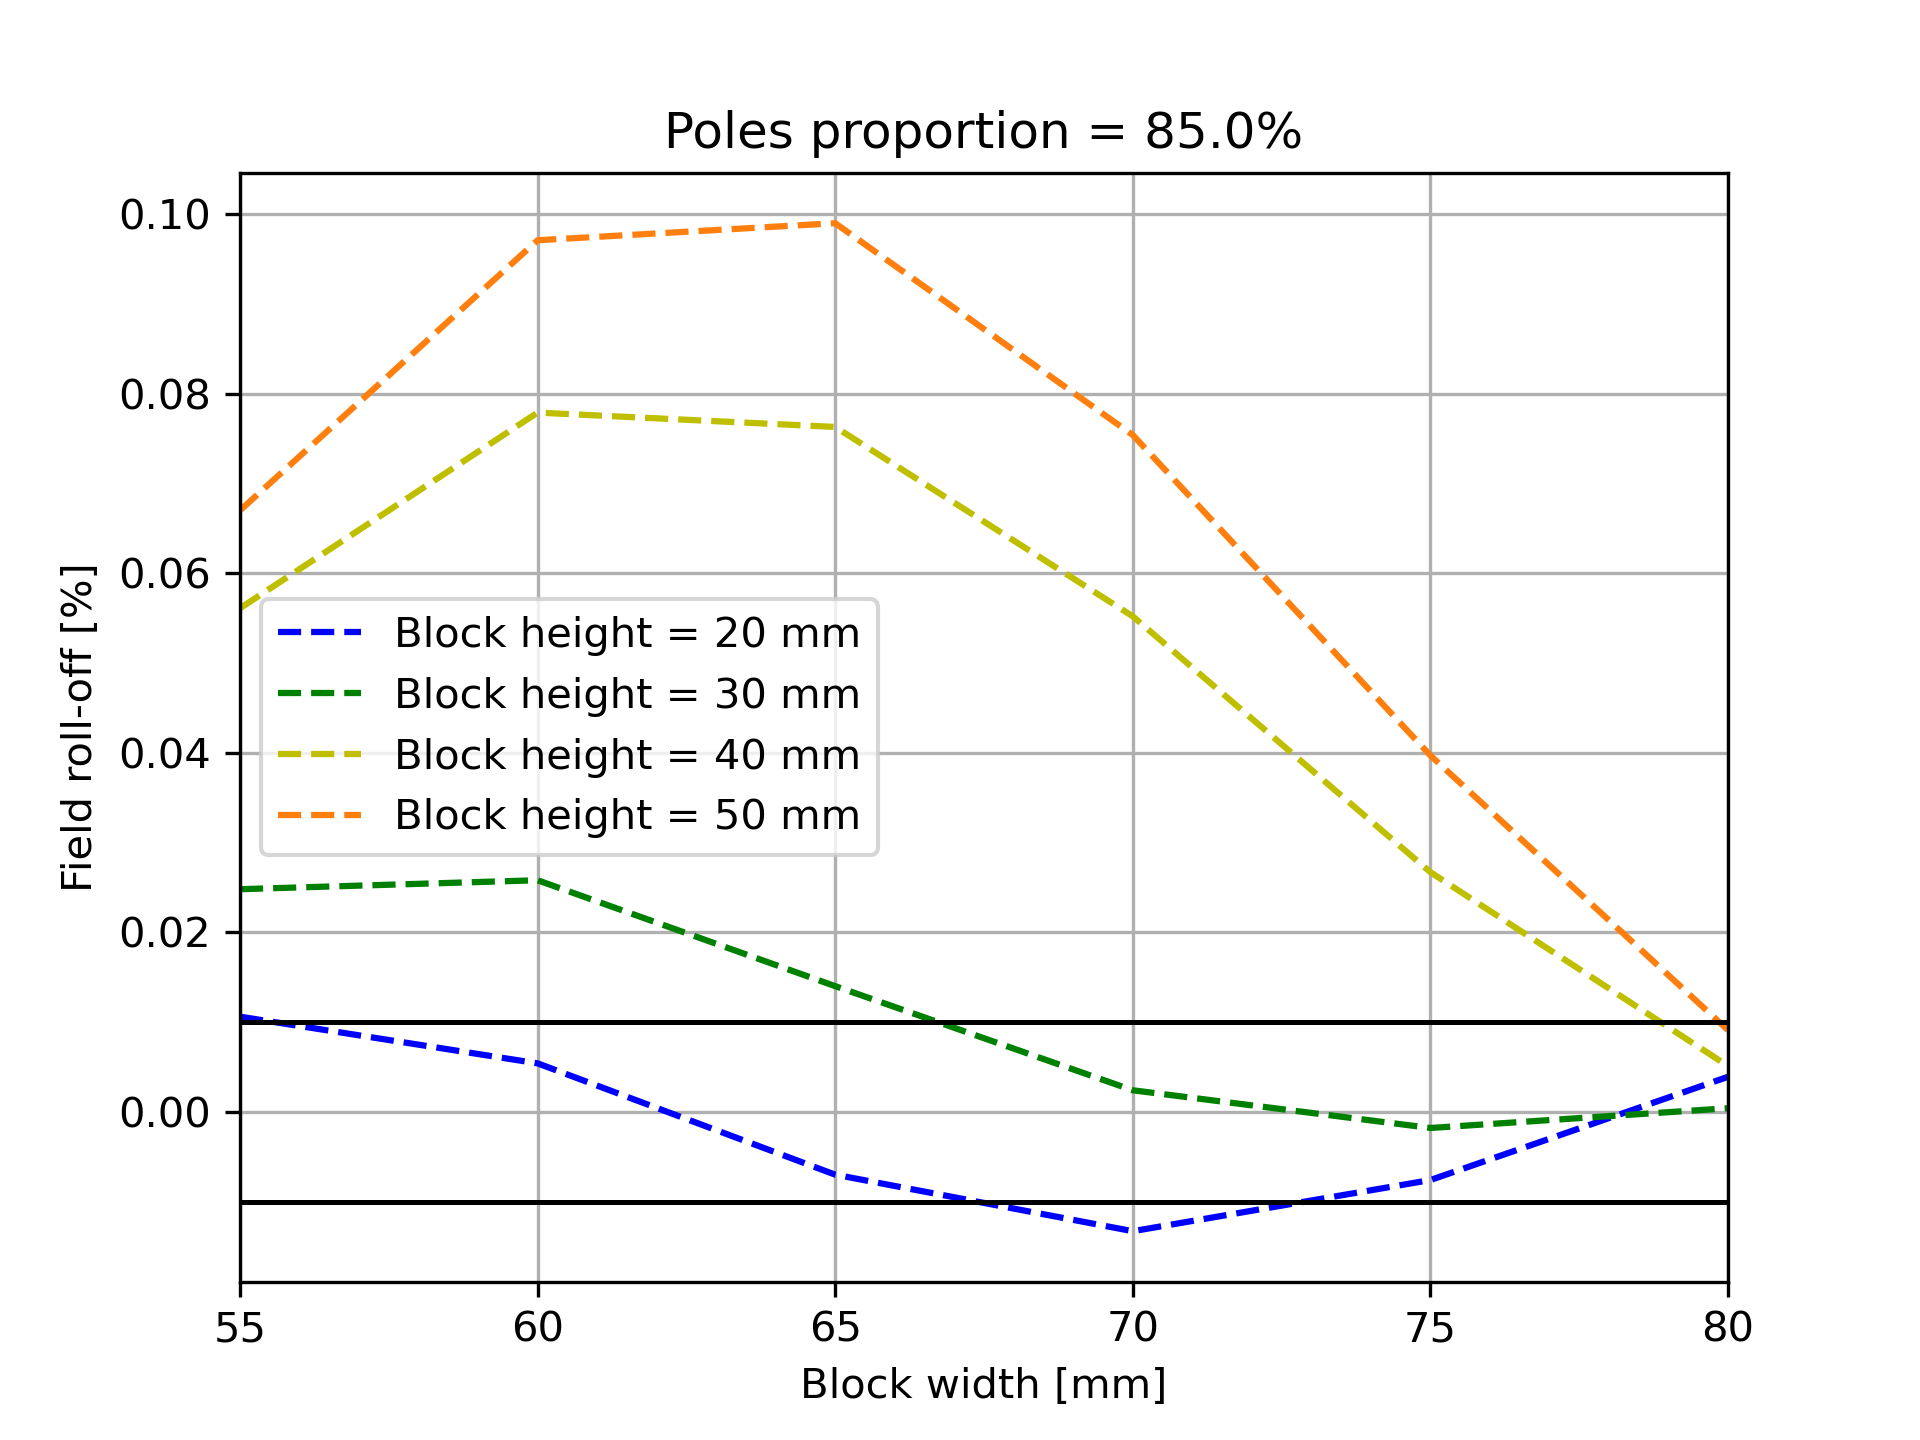 Poles proportion = 85.0%
0.10
0.08
0.06
0.04
0.02
0.00
Field roll-off [%]
Block height = 20 mm
Block height = 30 mm
Block height = 40 mm
Block height = 50 mm
55 60 65 70 75 80
Block width [mm]